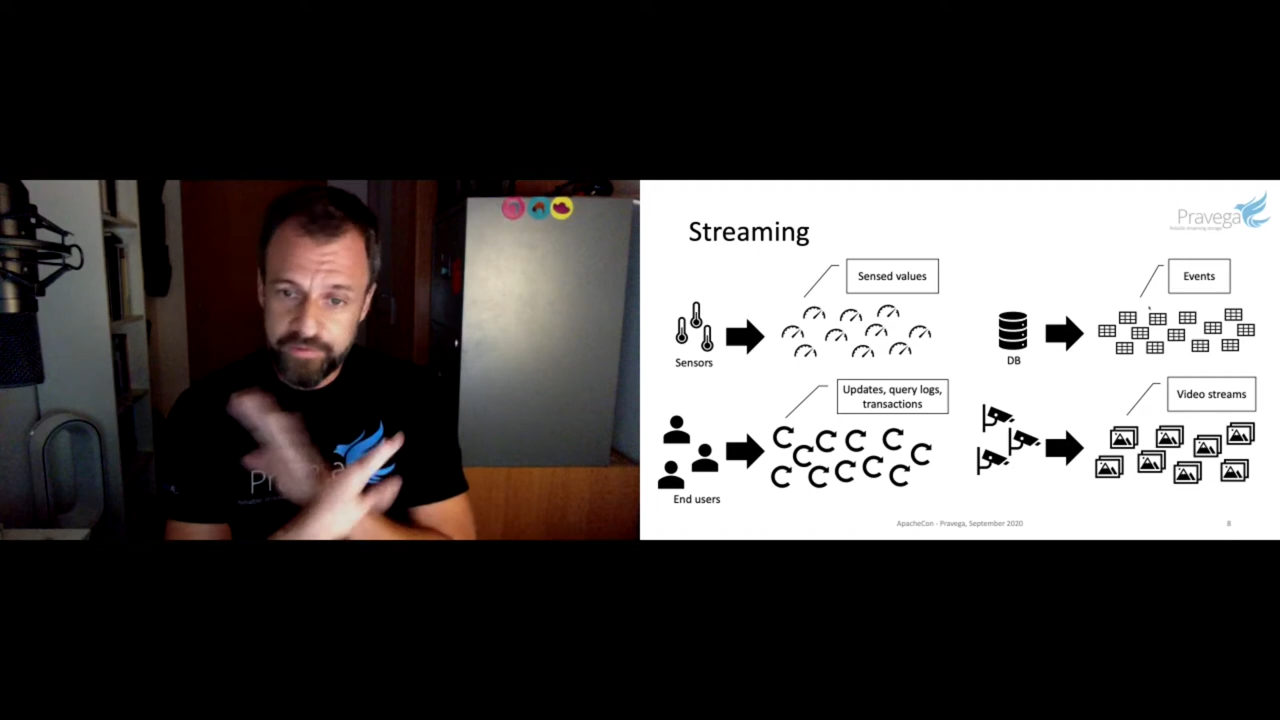 Streaming
Pravega
Sensed values
Events
Sensors
DB
Updates, query logs,
transactions
Video streams
End users
ApacheCon - Pravega, September 2020
8